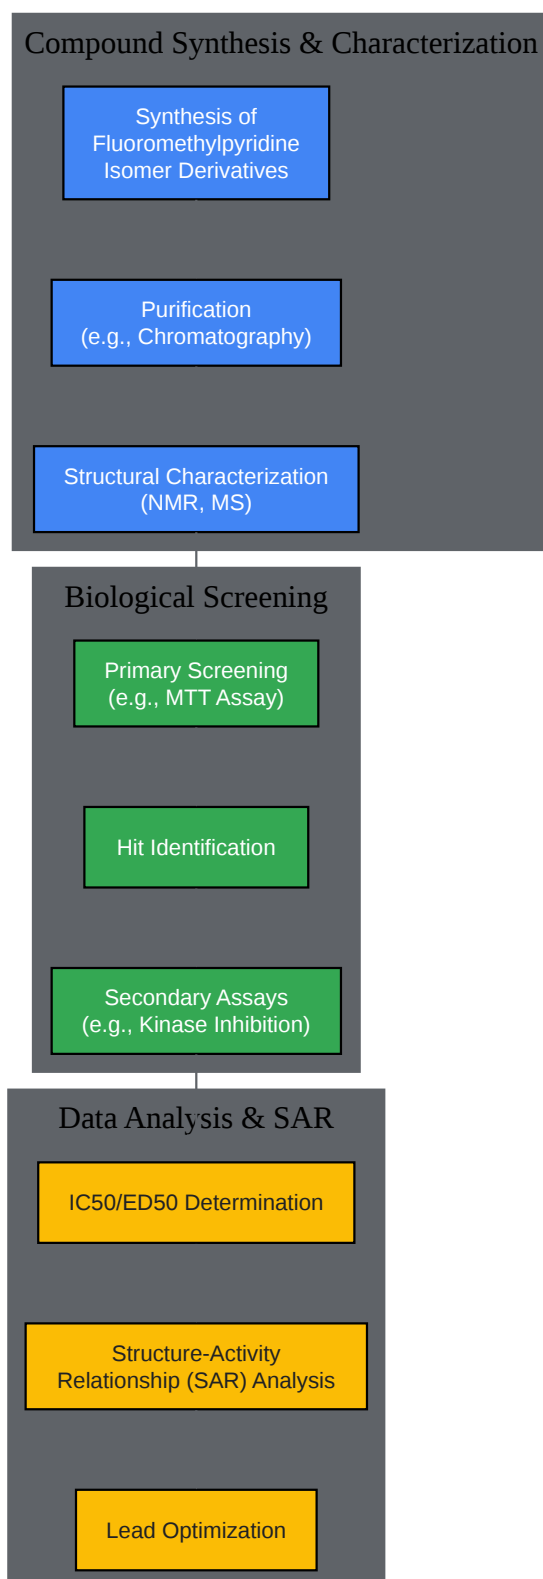 Compound Synthesis & Characterization
Synthesis of
Fluoromethylpyridine
Isomer Derivatives
Purification
(e.g., Chromatography)
Structural Characterization
(NMR, MS)
Biological Screening
Primary Screening
(e.g., MTT Assay)
Hit Identification
Secondary Assays
(e.g., Kinase Inhibition)
Data Analysis & SAR
IC50/ED50 Determination
Structure-Activity
Relationship (SAR) Analysis
Lead Optimization